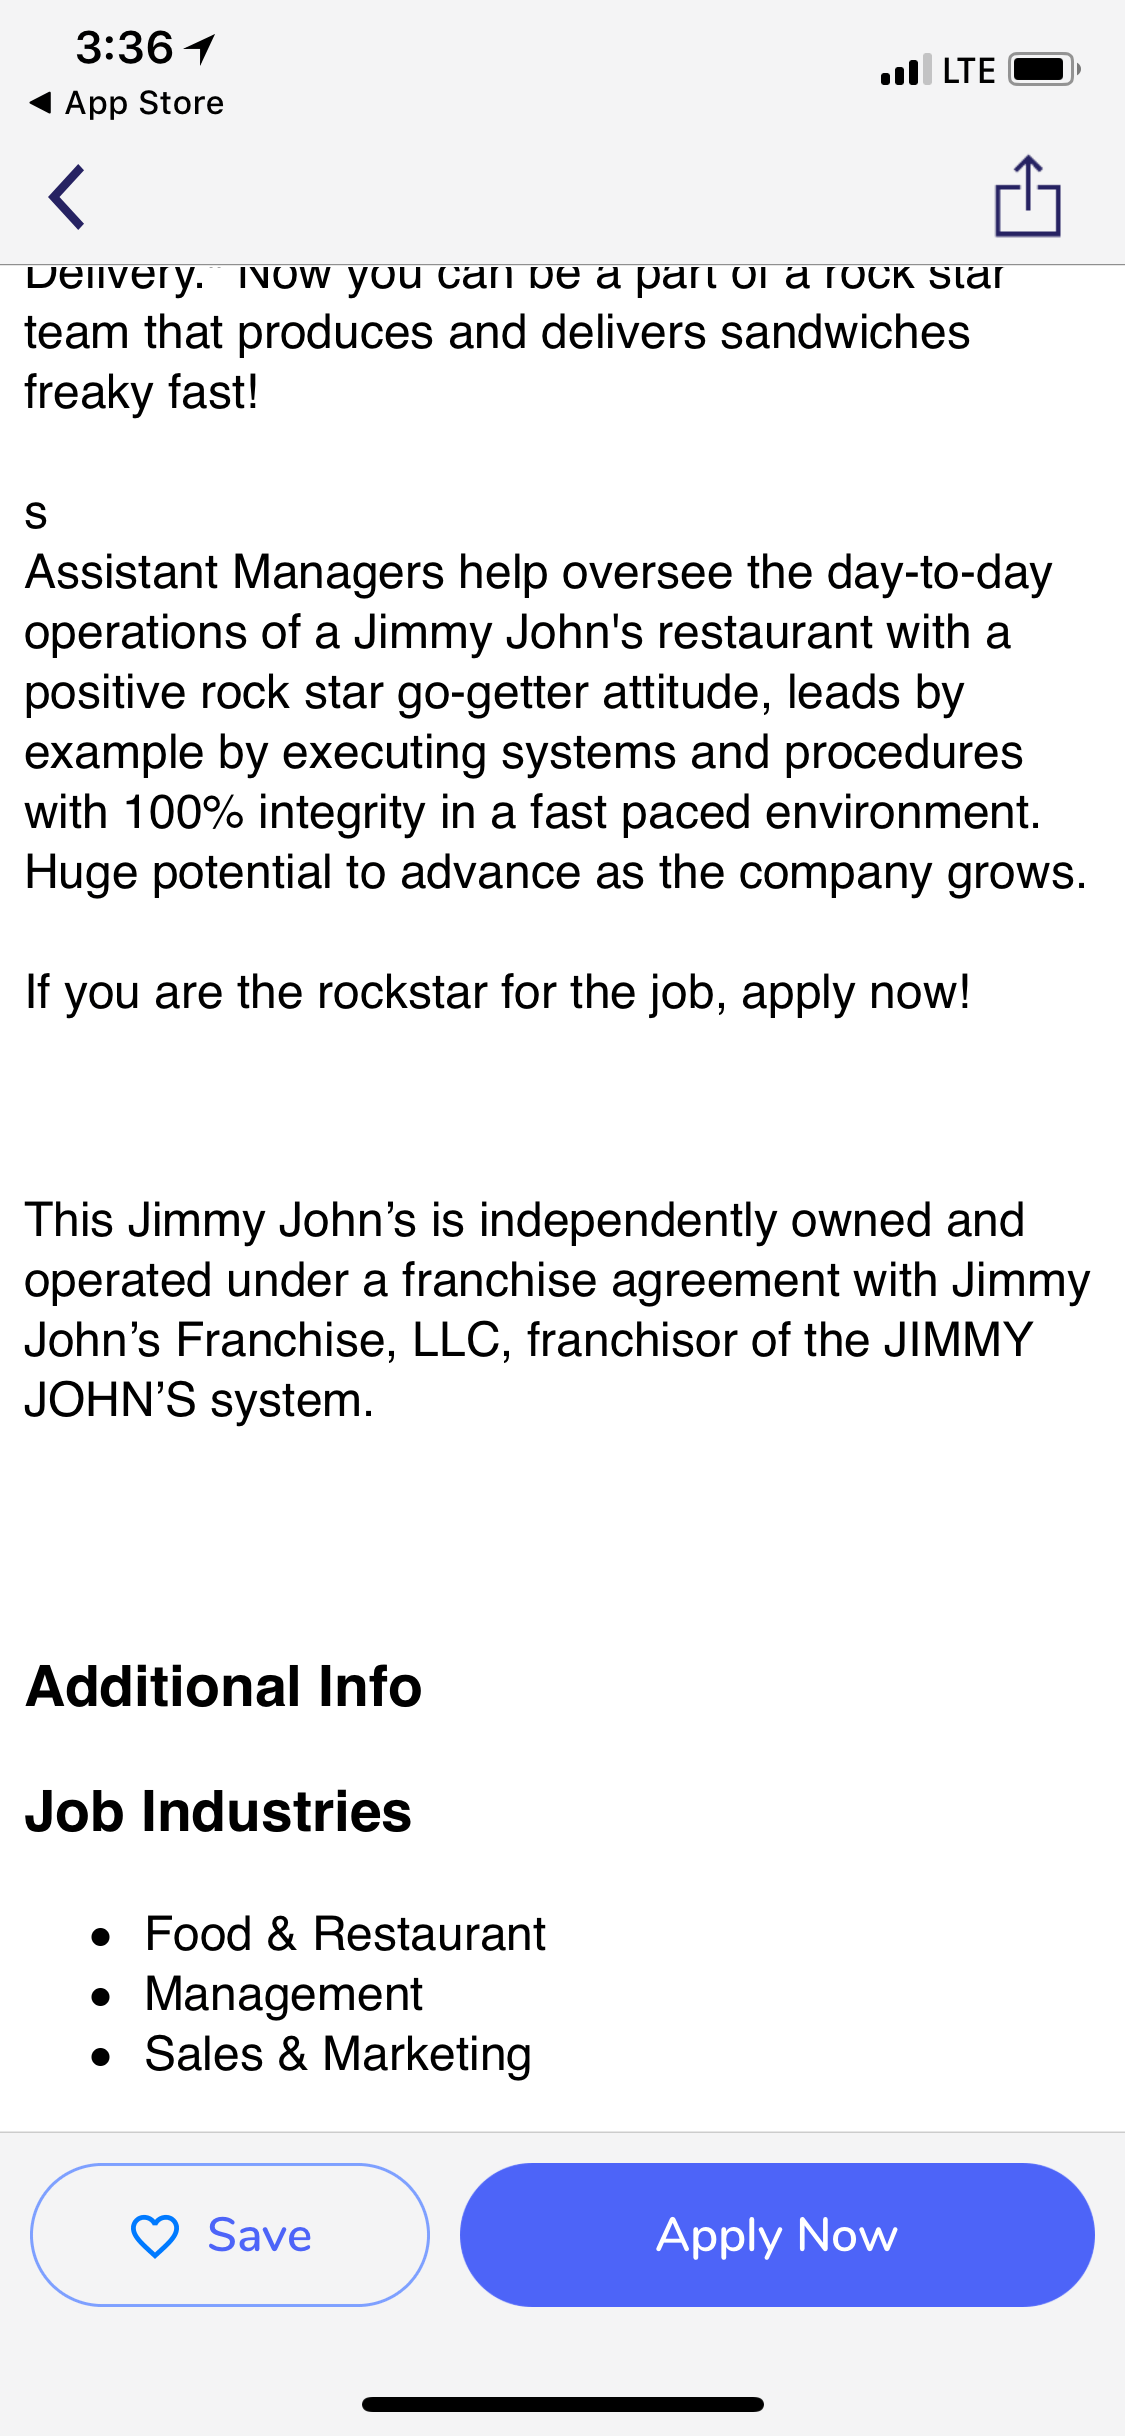 3:36
App Store
Delivery." Now you can be a part of a rock star
team that produces and delivers sandwiches
freaky fast!
s
Assistant Managers help oversee the day-to-day
operations of a Jimmy John's restaurant with a
positive rock star go-getter attitude, leads by
example by executing systems and procedures
with 100% integrity in a fast paced environment.
Huge potential to advance as the company grows.
If you are the rockstar for the job, apply now!
This Jimmy John’s is independently owned and
operated under a franchise agreement with Jimmy
John’s Franchise, LLC, franchisor of the JIMMY
JOHN’S system.
Additional Info
Job Industries
• Food & Restaurant
• Management
• Sales & Marketing
Save
Apply Now
LTE